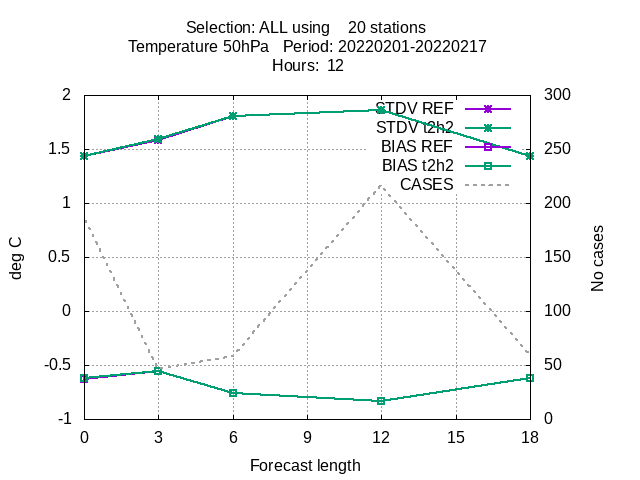 Selection: ALL using 20 stations
Temperature 50hPa Period: 20220201-20220217
Hours: 12
2 300
STDV REF
STDV t2h2
1.5 BIAS REF 250
BIAS t2h2
CASES
1 200
0.5 150
deg C No cases
0 100
-0.5 50
-1 0
0 3 6 9 12 15 18
Forecast length